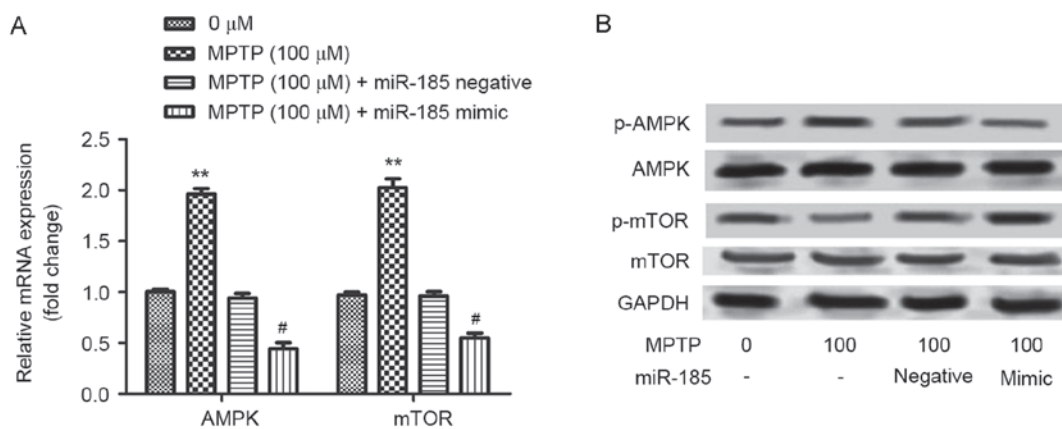 A
0 μM
MPTP (100 μM)
MPTP (100 μM) + miR-185 negative
MPTP (100 μM) + miR-185 mimic
Relative mRNA expression
(fold change)
2.5
2.0
1.5
1.0
0.5
0.0
** **
# #
AMPK mTOR
B
p-AMPK
AMPK
p-mTOR
mTOR
GAPDH
MPTP 0 100 100 100
miR-185 - - Negative Mimic